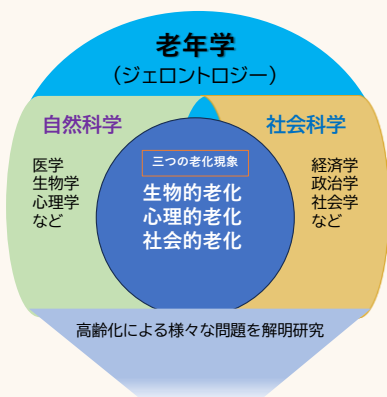 老年学
（ジェロントロジー）
自然科学
社会科学
医学
生物学
心理学
など
三つの老化現象
生物的老化
心理的老化
社会的老化
経済学
政治学
社会学
など
高齢化による様々な問題を解明研究